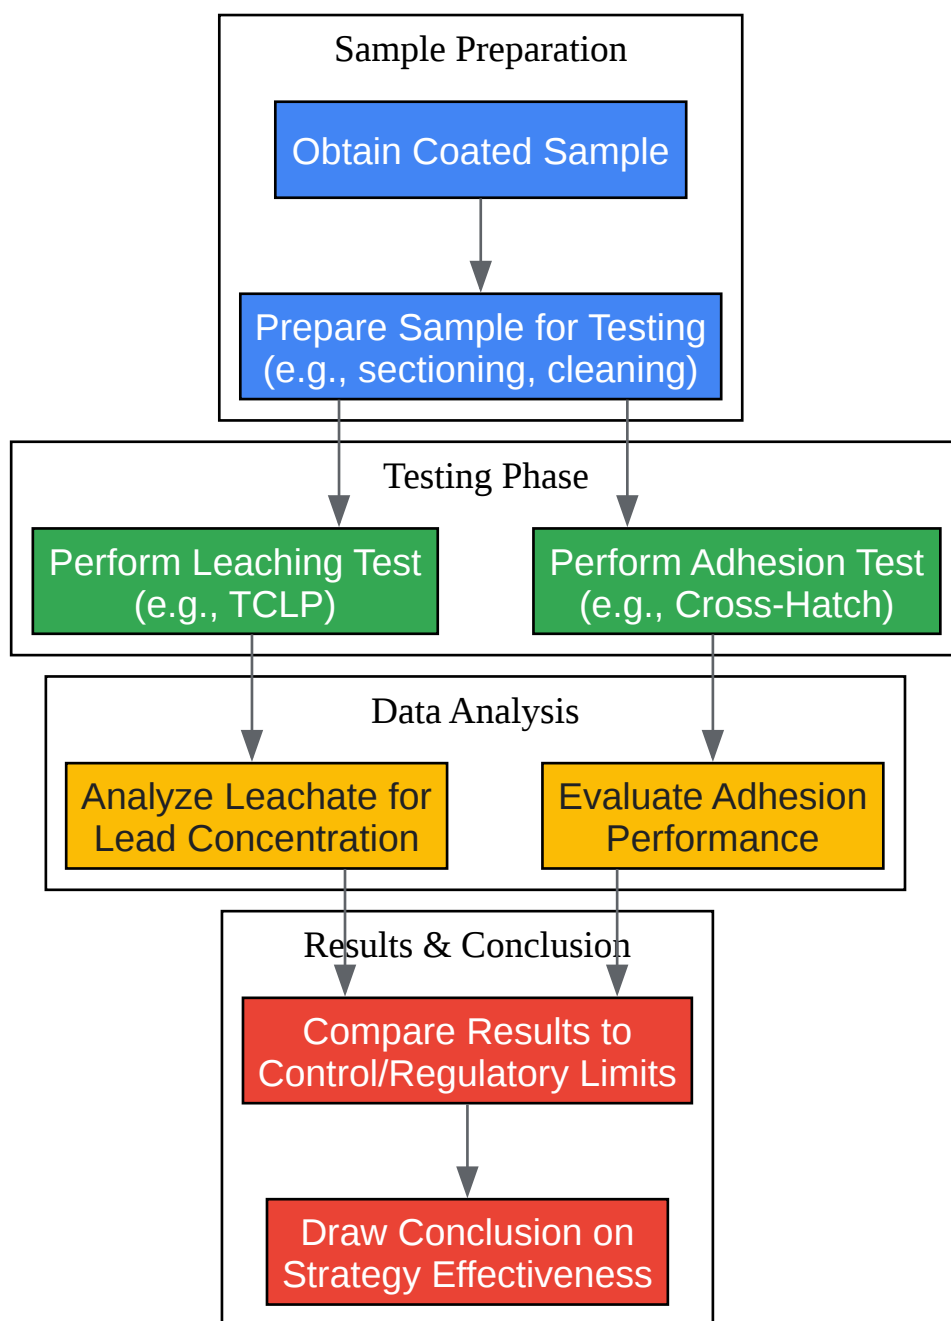 Sample Preparation
Obtain Coated Sample
Prepare Sample for Testing
(e.g., sectioning, cleaning)
Testing Phase
Perform Leaching Test
(e.g., TCLP)
Perform Adhesion Test
(e.g., Cross-Hatch)
Data Analysis
Analyze Leachate for
Lead Concentration
Evaluate Adhesion
Performance
Results & Conclusion
Compare Results to
Control/Regulatory Limits
Draw Conclusion on
Strategy Effectiveness